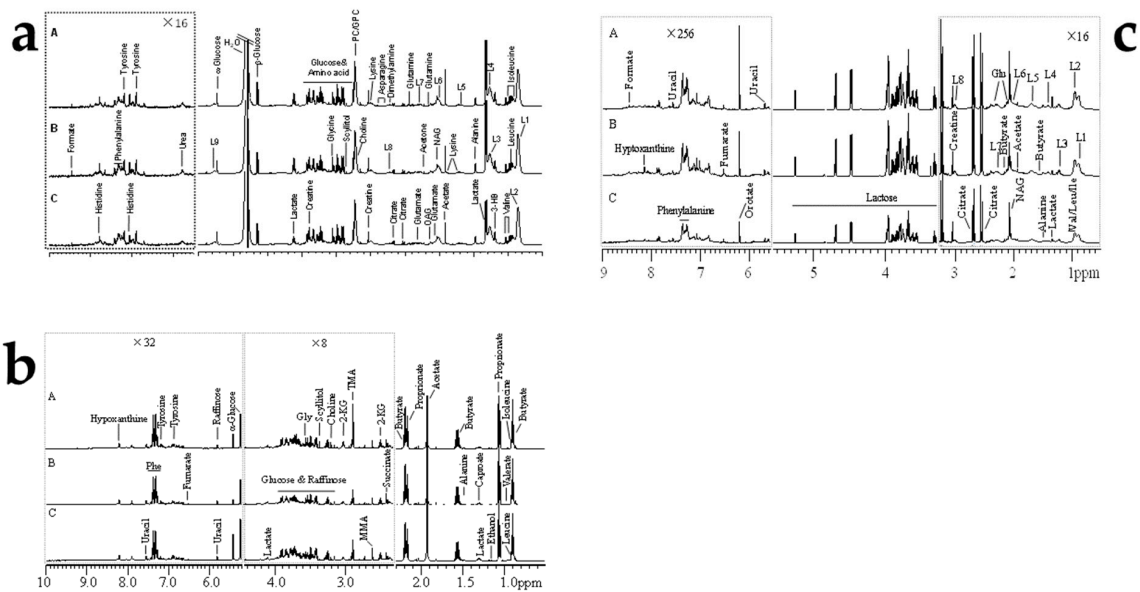 a
×16
A
Tyrosine
Tyrosine
α-Glucose
H₂O
β-Glucose
Glucose&
Amino acid
PC/GPC
Lysine
Asparagine
Dimethylamine
Glutamine
L7
Glutamine
L6
L5
L4
Isoleucine
B
Formate
Phenylalanine
Urea
L9
Glycine
Scyllitol
Choline
L8
Acetone
NAG
Lysine
Alanine
L3
Leucine
L1
C
Histidine
Histidine
Lactate
Creatine
Creatine
Citrate
Citrate
Glutamate
OAG
Glutamate
Acetate
Lactate
3-HB
Valine
L2
c
A
×256
×16
Formate
Uracil
Uracil
L8
Glu
L6
L5
L4
L2
B
Hyptoxanthine
Fumarate
Creatine
L7
Butyrate
Acetate
Butyrate
L3
L1
C
Phenylalanine
Orotate
Lactose
Citrate
Citrate
NAG
Alanine
Lactate
Val/Leu/Ile
9 8 7 6 5 4 3 2 1ppm
b
×32
×8
A
Hypoxanthine
Tyrosine
Tyrosine
Raffinose
α-Glucose
Gly
Scyllitol
Choline
2-KG
TMA
2-KG
Butyrate
Proprionate
Acetate
Butyrate
Proprionate
Isoleucine
Butyrate
B
Phe
Fumarate
Glucose & Raffinose
Succinate
Alanine
Caproate
Valerate
C
Uracil
Uracil
Lactate
MMA
Lactate
Ethanol
Leucine
10.0 8.0 7.0 6.0 4.0 3.0 2.0 1.0ppm